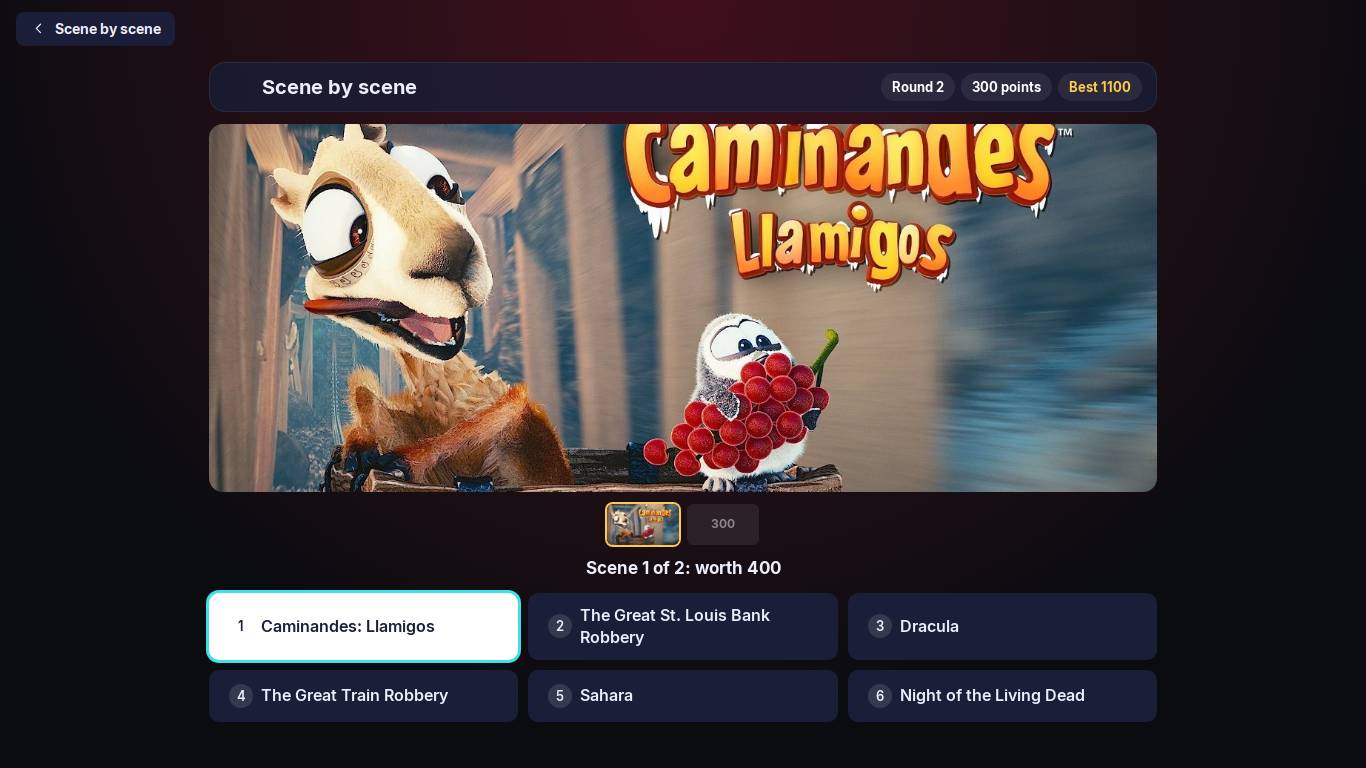 Scene by scene
Scene by scene
Round 2
300 points
Best 1100
Caminandes™
Llamigos
Caminandes
300
Scene 1 of 2: worth 400
1 Caminandes: Llamigos
2 The Great St. Louis Bank
Robbery
3 Dracula
4 The Great Train Robbery
5 Sahara
6 Night of the Living Dead